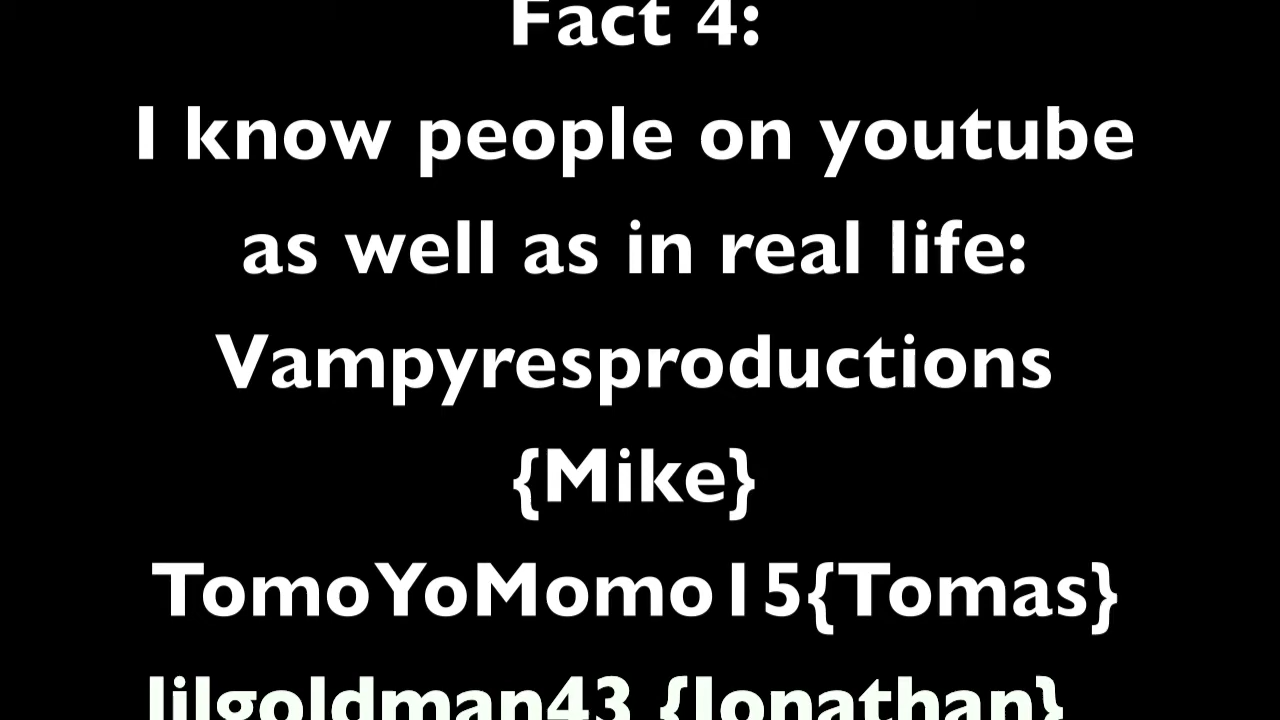 Fact 4:
I know people on youtube
as well as in real life:
Vampyresproductions
{Mike}
TomoYoMomo15{Tomas}
lilgoldman43 {Jonathan}